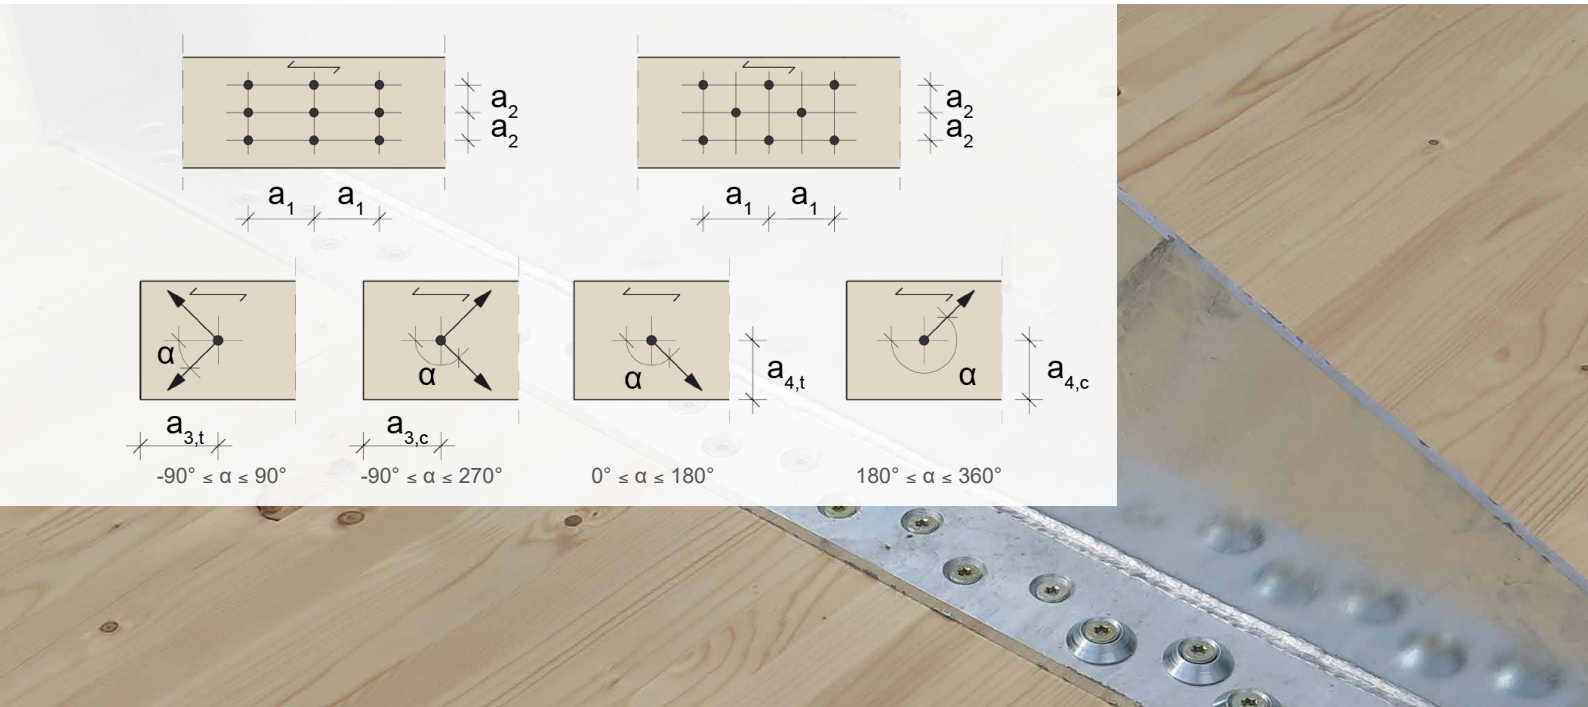 a2
a2
a2
a2
a1 a1
a1 a1
α
α
α
α
a4,t
a4,c
a3,t
a3,c
-90° ≤ α ≤ 90°
-90° ≤ α ≤ 270°
0° ≤ α ≤ 180°
180° ≤ α ≤ 360°